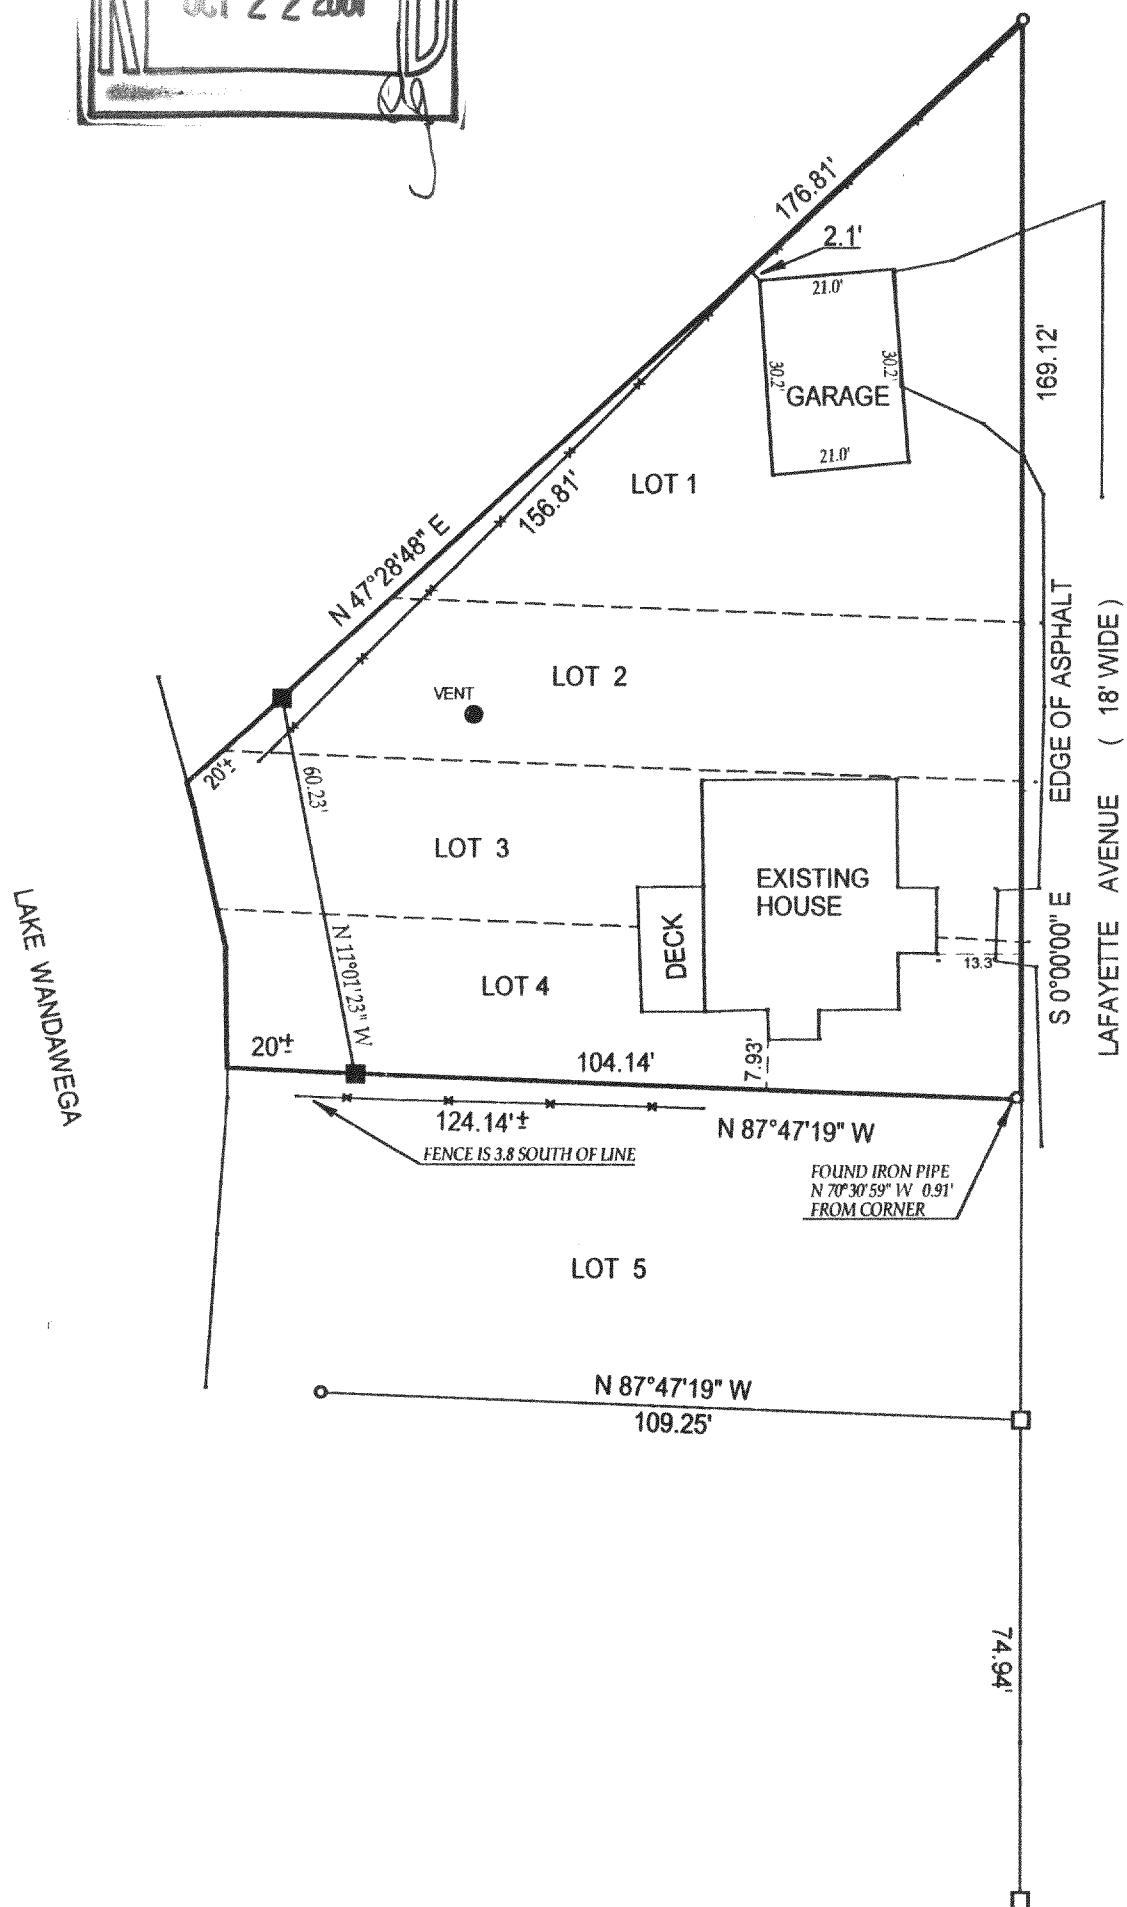 OCT 2 2 2001
176.81'
2.1'
21.0'
30.2'
30.2'
GARAGE
21.0'
169.12'
LOT 1
156.81'
N 47°28'48" E
LOT 2
VENT
EDGE OF ASPHALT
LAFAYETTE AVENUE ( 18' WIDE )
20'±
60.23'
LOT 3
EXISTING
HOUSE
DECK
LAKE WANDAWEGA
N 11°01'23" W
LOT 4
13.3'
S 0°00'00" E
20'±
104.14'
7.93'
124.14'±
N 87°47'19" W
FENCE IS 3.8 SOUTH OF LINE
FOUND IRON PIPE
N 70°30'59" W 0.91'
FROM CORNER
LOT 5
N 87°47'19" W
109.25'
74.94'